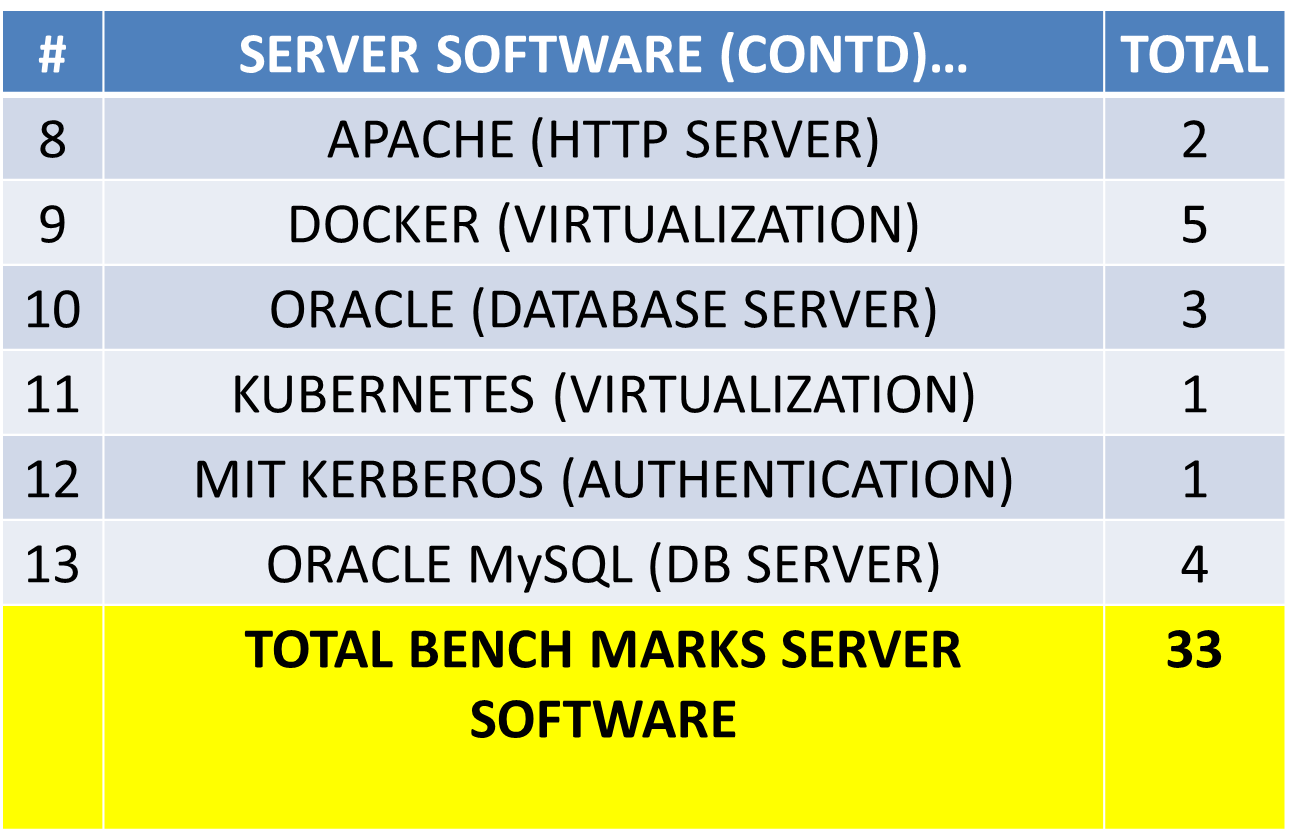 # SERVER SOFTWARE (CONTD)... TOTAL
8 APACHE (HTTP SERVER) 2
9 DOCKER (VIRTUALIZATION) 5
10 ORACLE (DATABASE SERVER) 3
11 KUBERNETES (VIRTUALIZATION) 1
12 MIT KERBEROS (AUTHENTICATION) 1
13 ORACLE MySQL (DB SERVER) 4
TOTAL BENCH MARKS SERVER 33
SOFTWARE